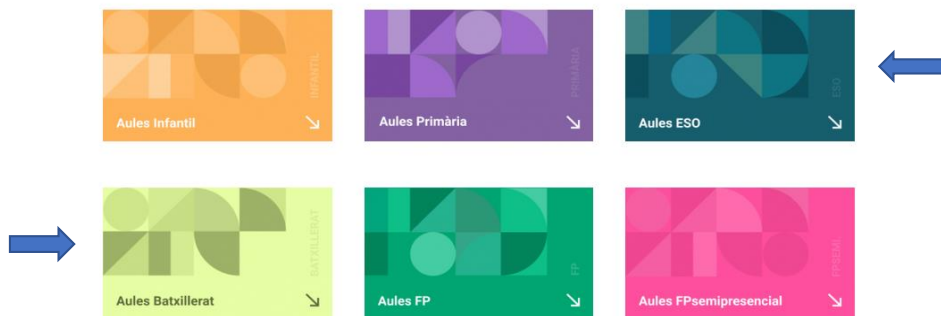 INFANTIL
Aules Infantil
PRIMÀRIA
Aules Primària
ESO
Aules ESO
BATXILLERAT
Aules Batxillerat
FP
Aules FP
FPSEMI
Aules FPsemipresencial